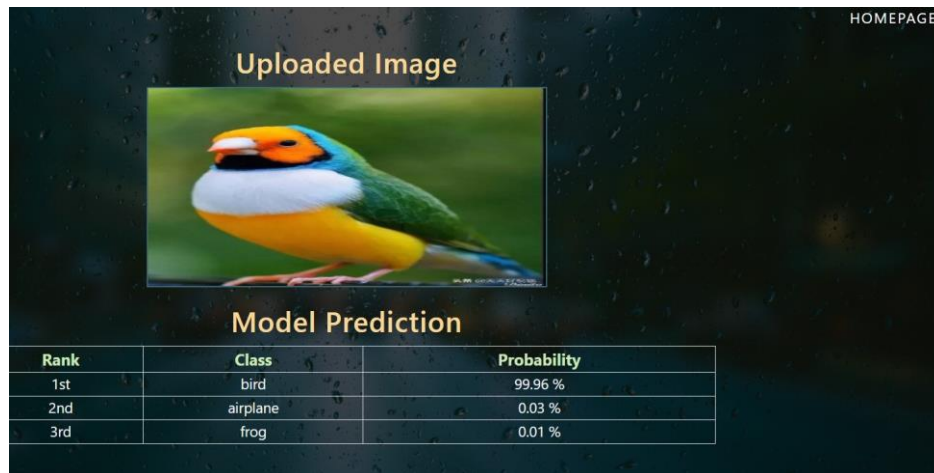 HOMEPAGE
Uploaded Image
Model Prediction
Rank Class Probability
1st bird 99.96 %
2nd airplane 0.03 %
3rd frog 0.01 %